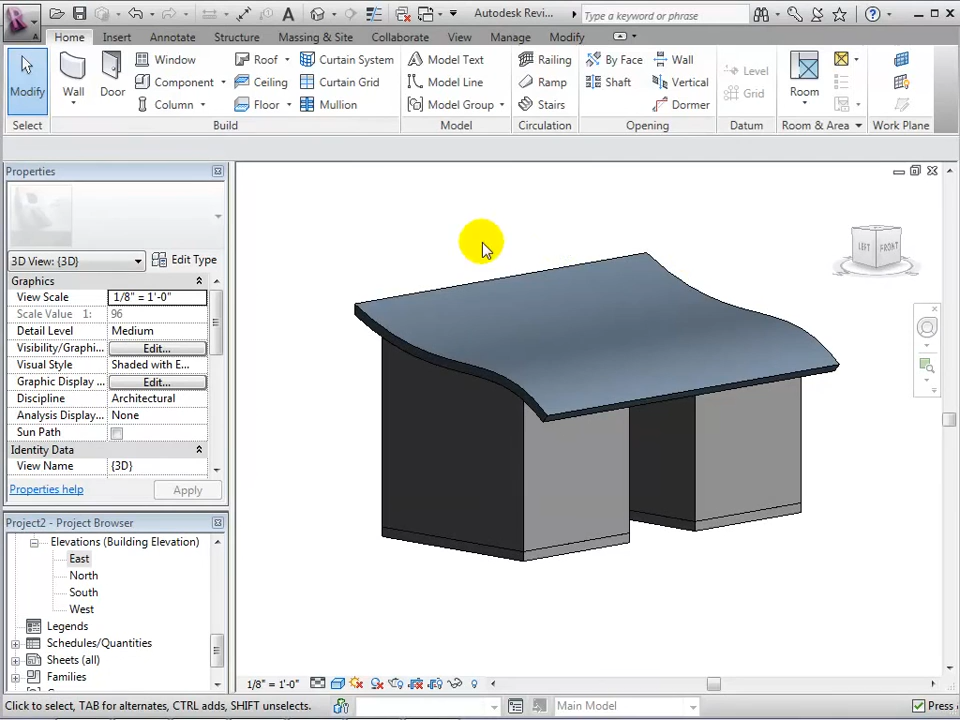 Autodesk Revi...
Type a keyword or phrase
Home Insert Annotate Structure Massing & Site Collaborate View Manage Modify
Modify
Wall
Door
Window
Component
Column
Roof
Ceiling
Floor
Curtain System
Curtain Grid
Mullion
Model Text
Model Line
Model Group
Railing
Ramp
Stairs
By Face
Shaft
Wall
Vertical
Dormer
Level
Grid
Room
Select Build Model Circulation Opening Datum Room & Area Work Plane
Properties
3D View: {3D} Edit Type
Graphics
View Scale 1/8" = 1'-0"
Scale Value 1: 96
Detail Level Medium
Visibility/Graphi... Edit...
Visual Style Shaded with E...
Graphic Display ... Edit...
Discipline Architectural
Analysis Display... None
Sun Path
Identity Data
View Name {3D}
Properties help Apply
Project2 - Project Browser
Elevations (Building Elevation)
East
North
South
West
Legends
Schedules/Quantities
Sheets (all)
Families
LEFT FRONT
1/8" = 1'-0"
Click to select, TAB for alternates, CTRL adds, SHIFT unselects.
Main Model
Press